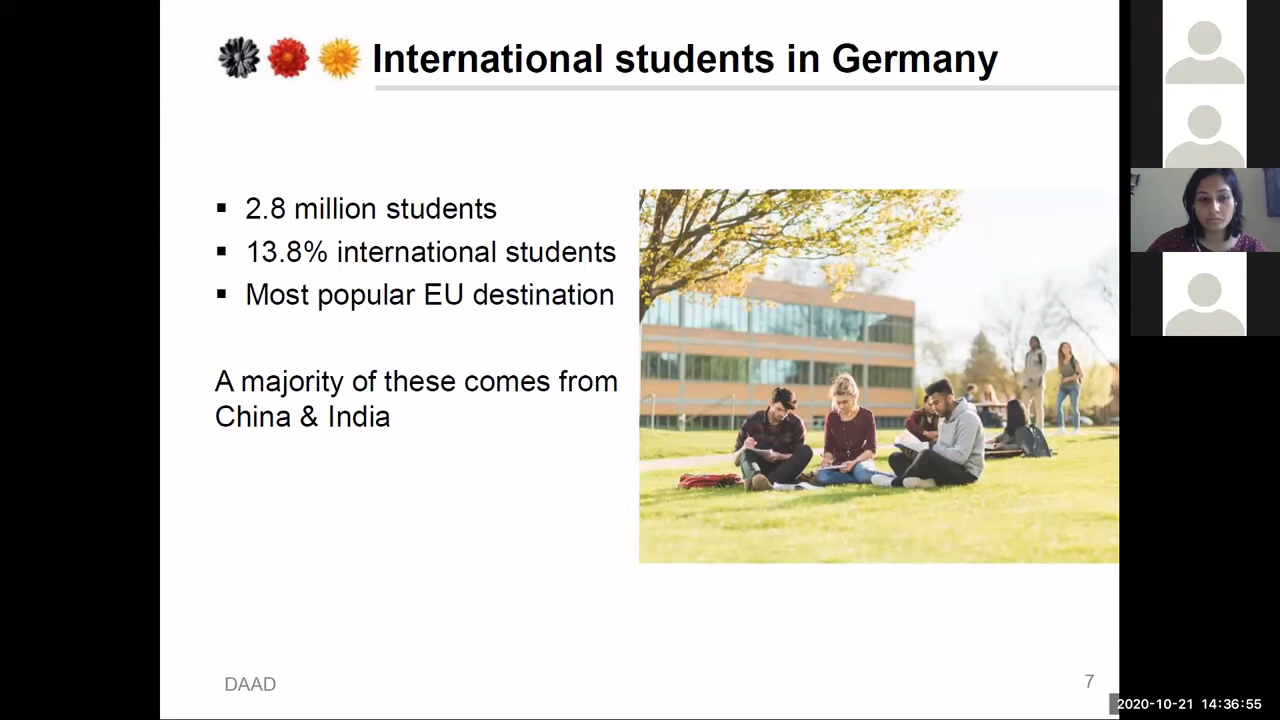 International students in Germany
▪ 2.8 million students
▪ 13.8% international students
▪ Most popular EU destination
A majority of these comes from
China & India
DAAD
7
2020-10-21 14:36:55